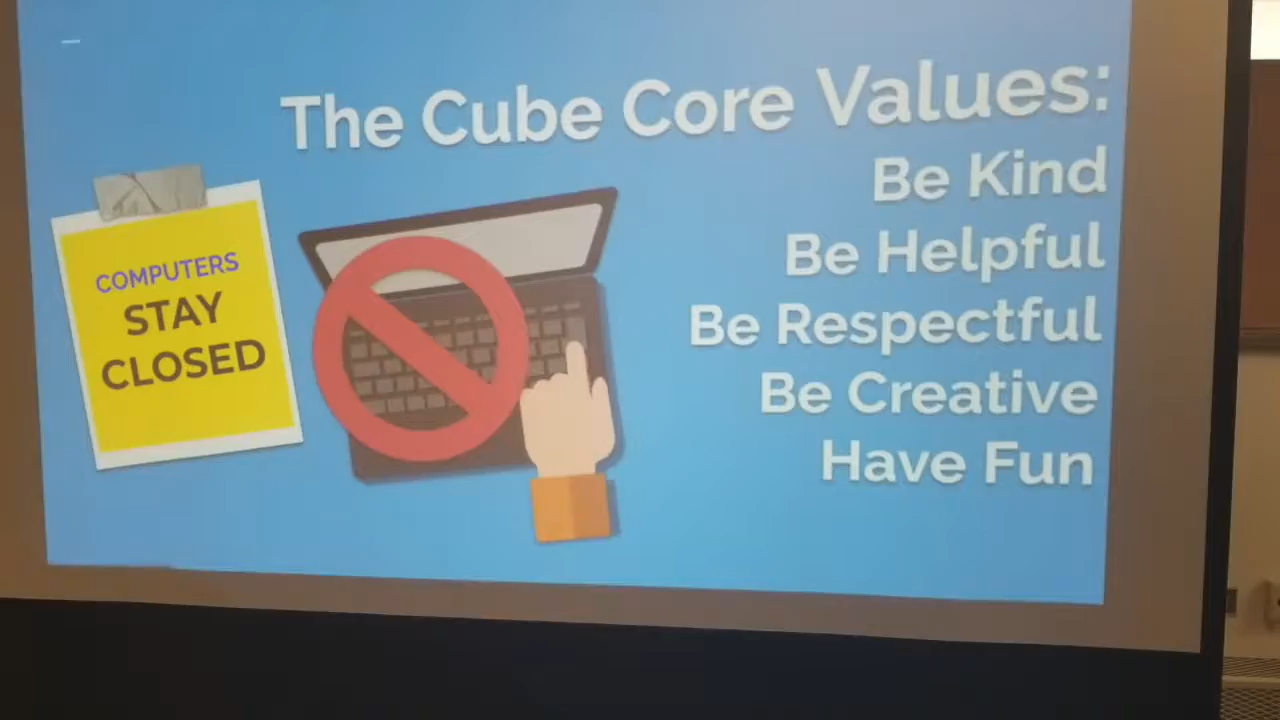 The Cube Core Values:
Be Kind
Be Helpful
Be Respectful
Be Creative
Have Fun
COMPUTERS
STAY
CLOSED